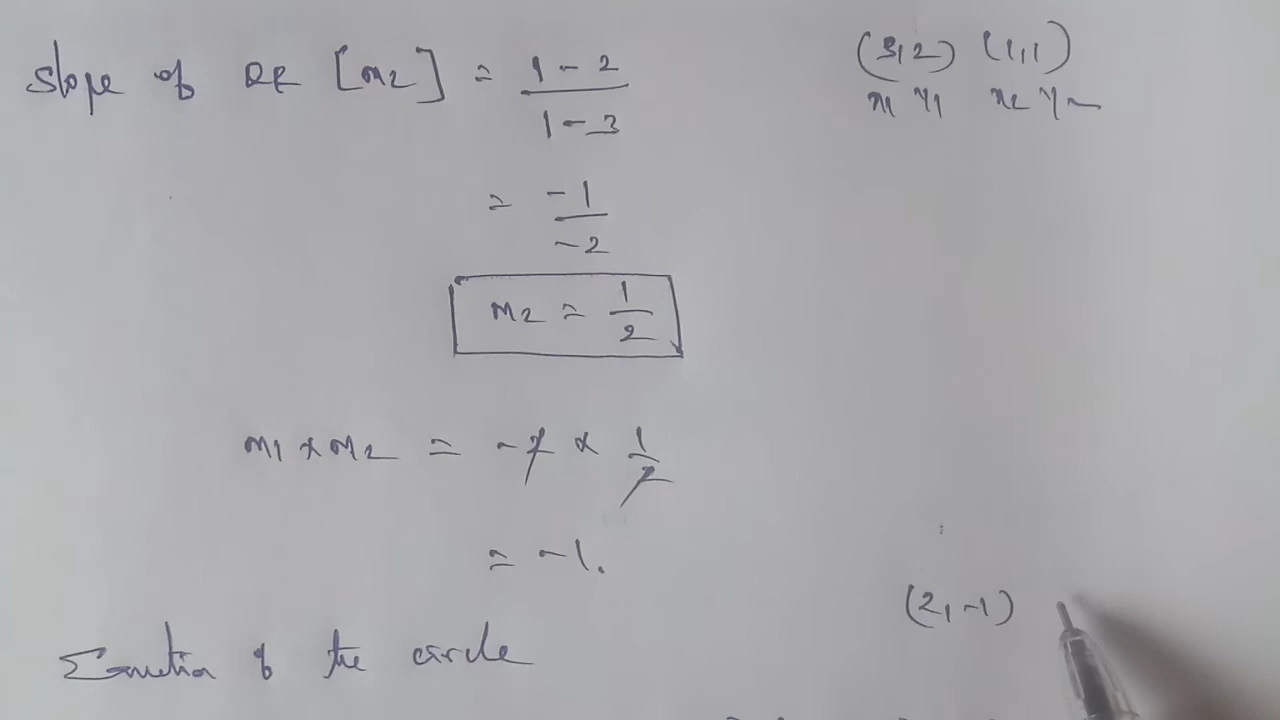 Slope of QR [m2] = 1 - 2 / 1 - 3
(3,2) (1,1)
x1 y1 x2 y2
= -1 / -2
m2 = 1 / 2
m1 x m2 = -2 x 1 / 2
= -1.
(2,-1)
Equation of the circle